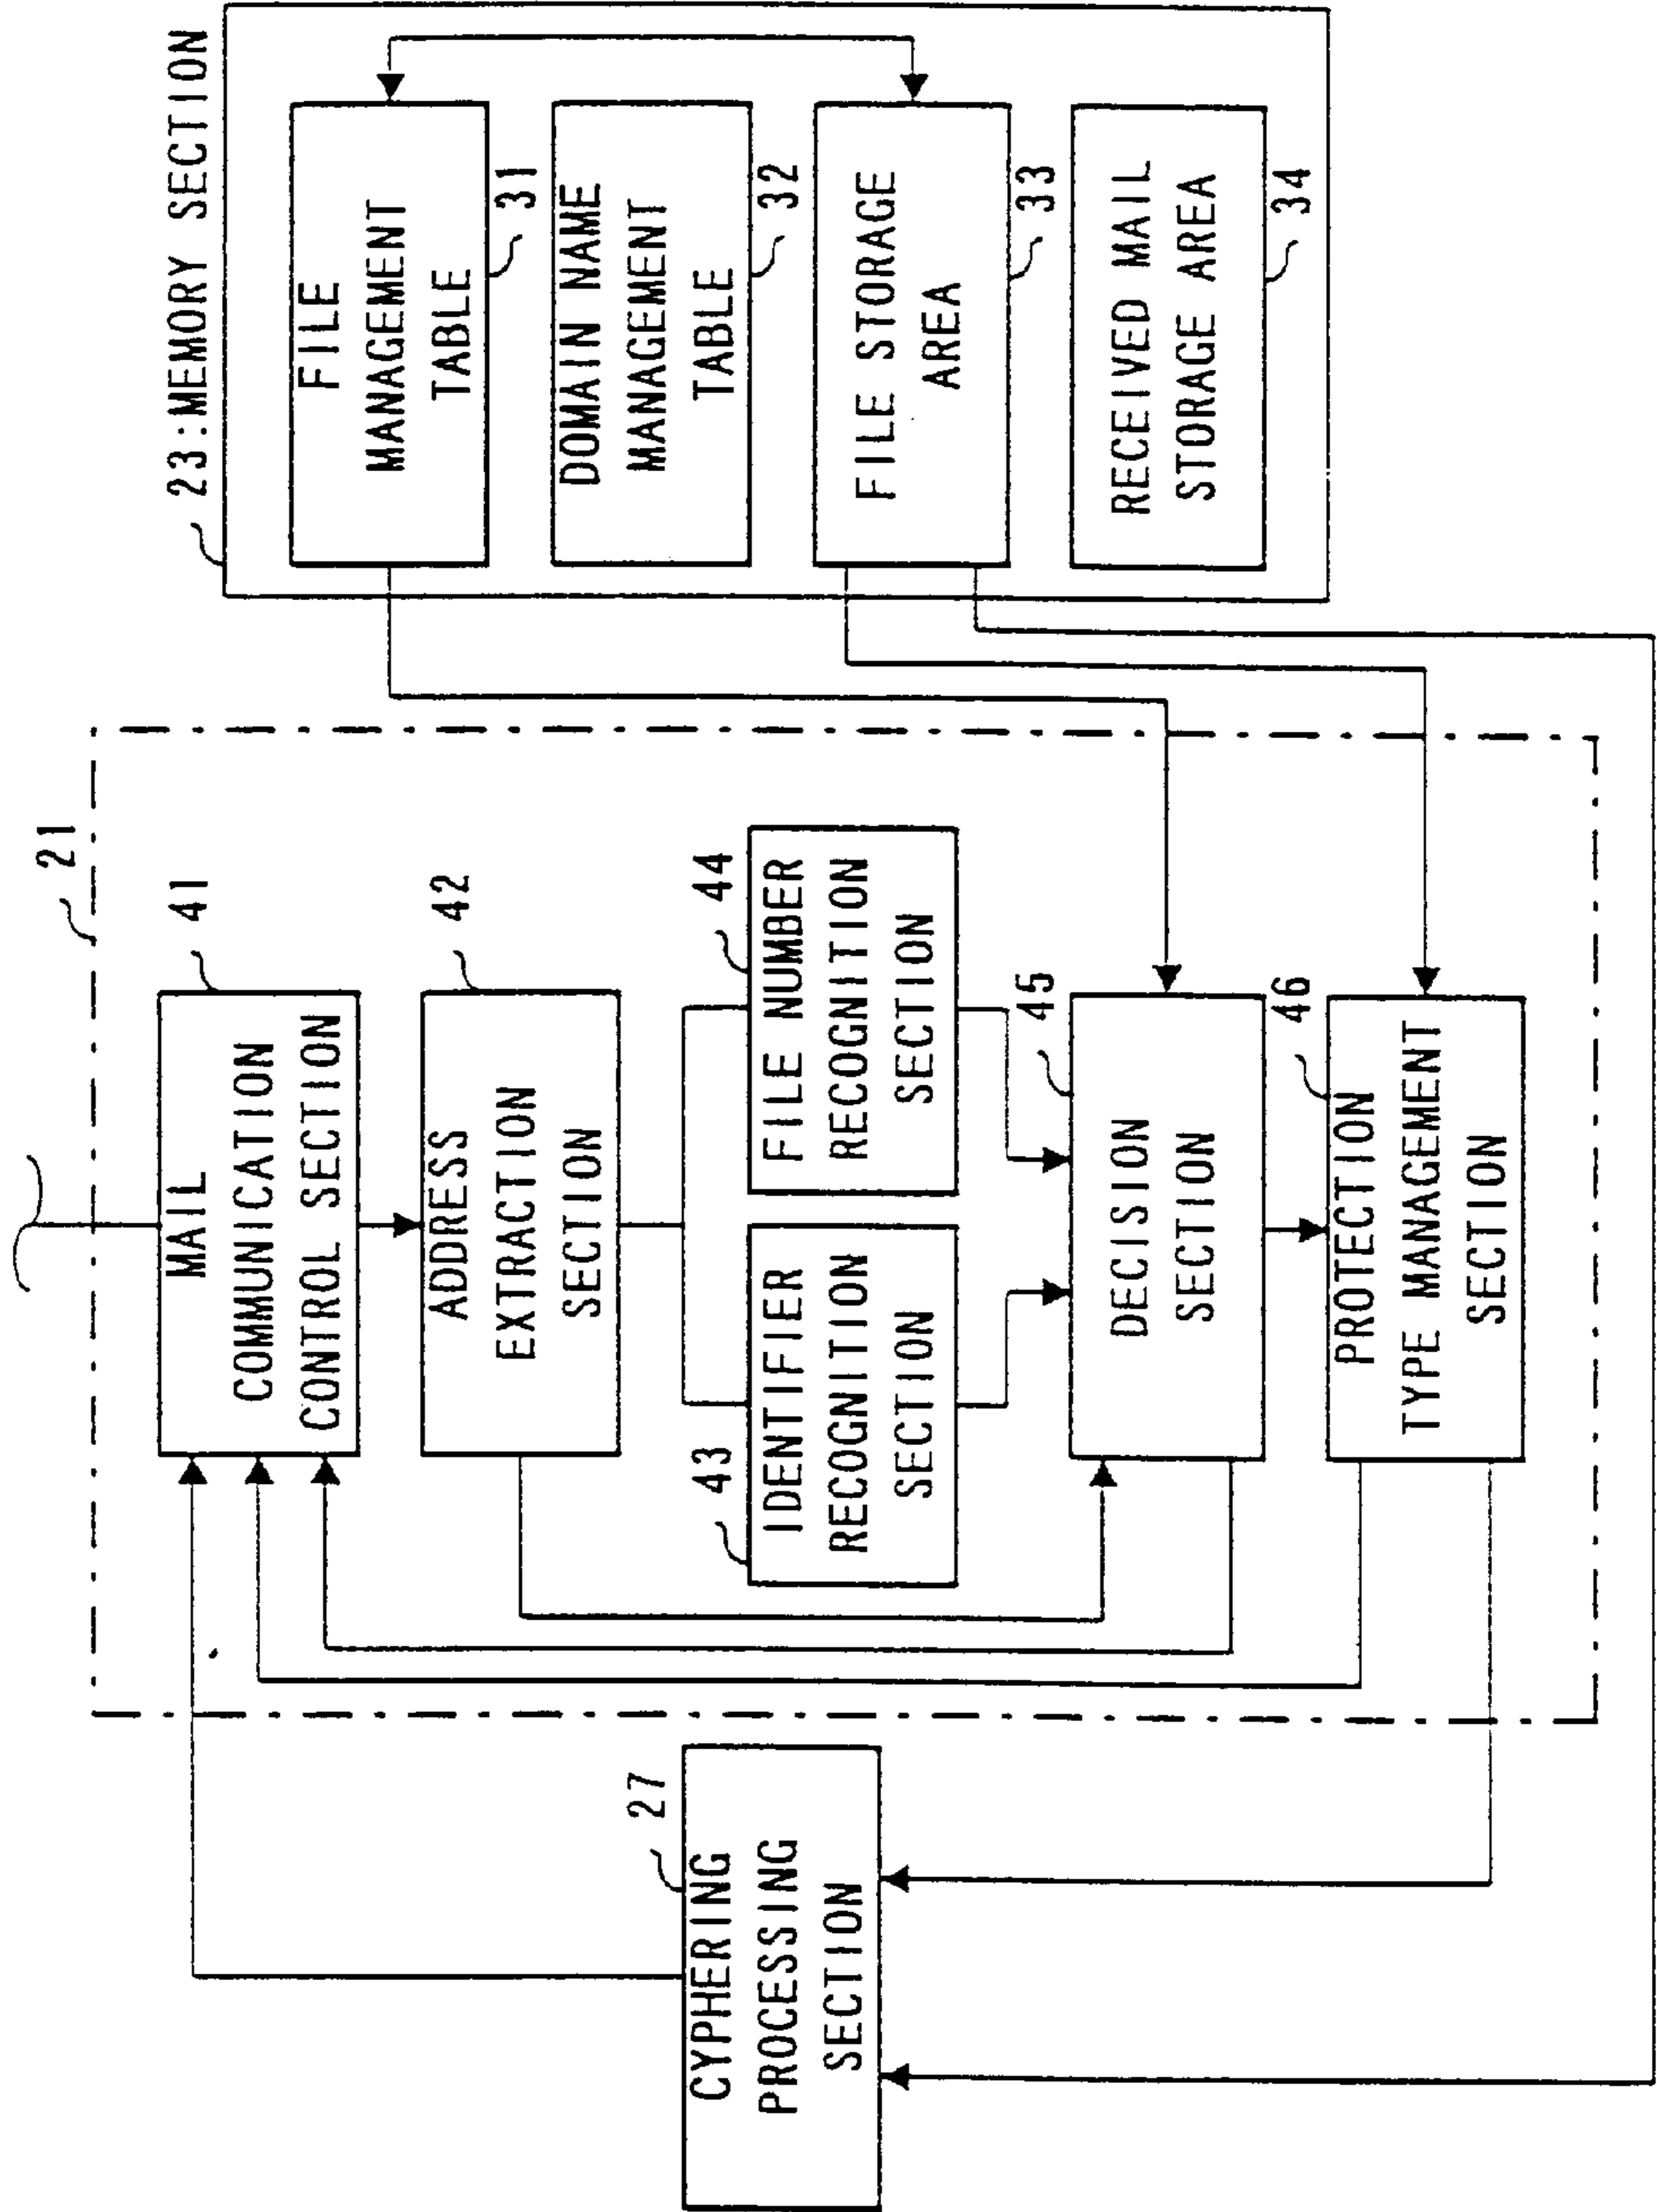 21
23:MEMORY SECTION
41
MAIL
COMMUNICATION
CONTROL SECTION
42
ADDRESS
EXTRACTION
SECTION
43
IDENTIFIER
RECOGNITION
SECTION
44
FILE NUMBER
RECOGNITION
SECTION
45
DECISION
SECTION
46
PROTECTION
TYPE MANAGEMENT
SECTION
27
CYPHERING
PROCESSING
SECTION
FILE
MANAGEMENT
TABLE
31
DOMAIN NAME
MANAGEMENT
TABLE
32
FILE STORAGE
AREA
33
RECEIVED MAIL
STORAGE AREA
34